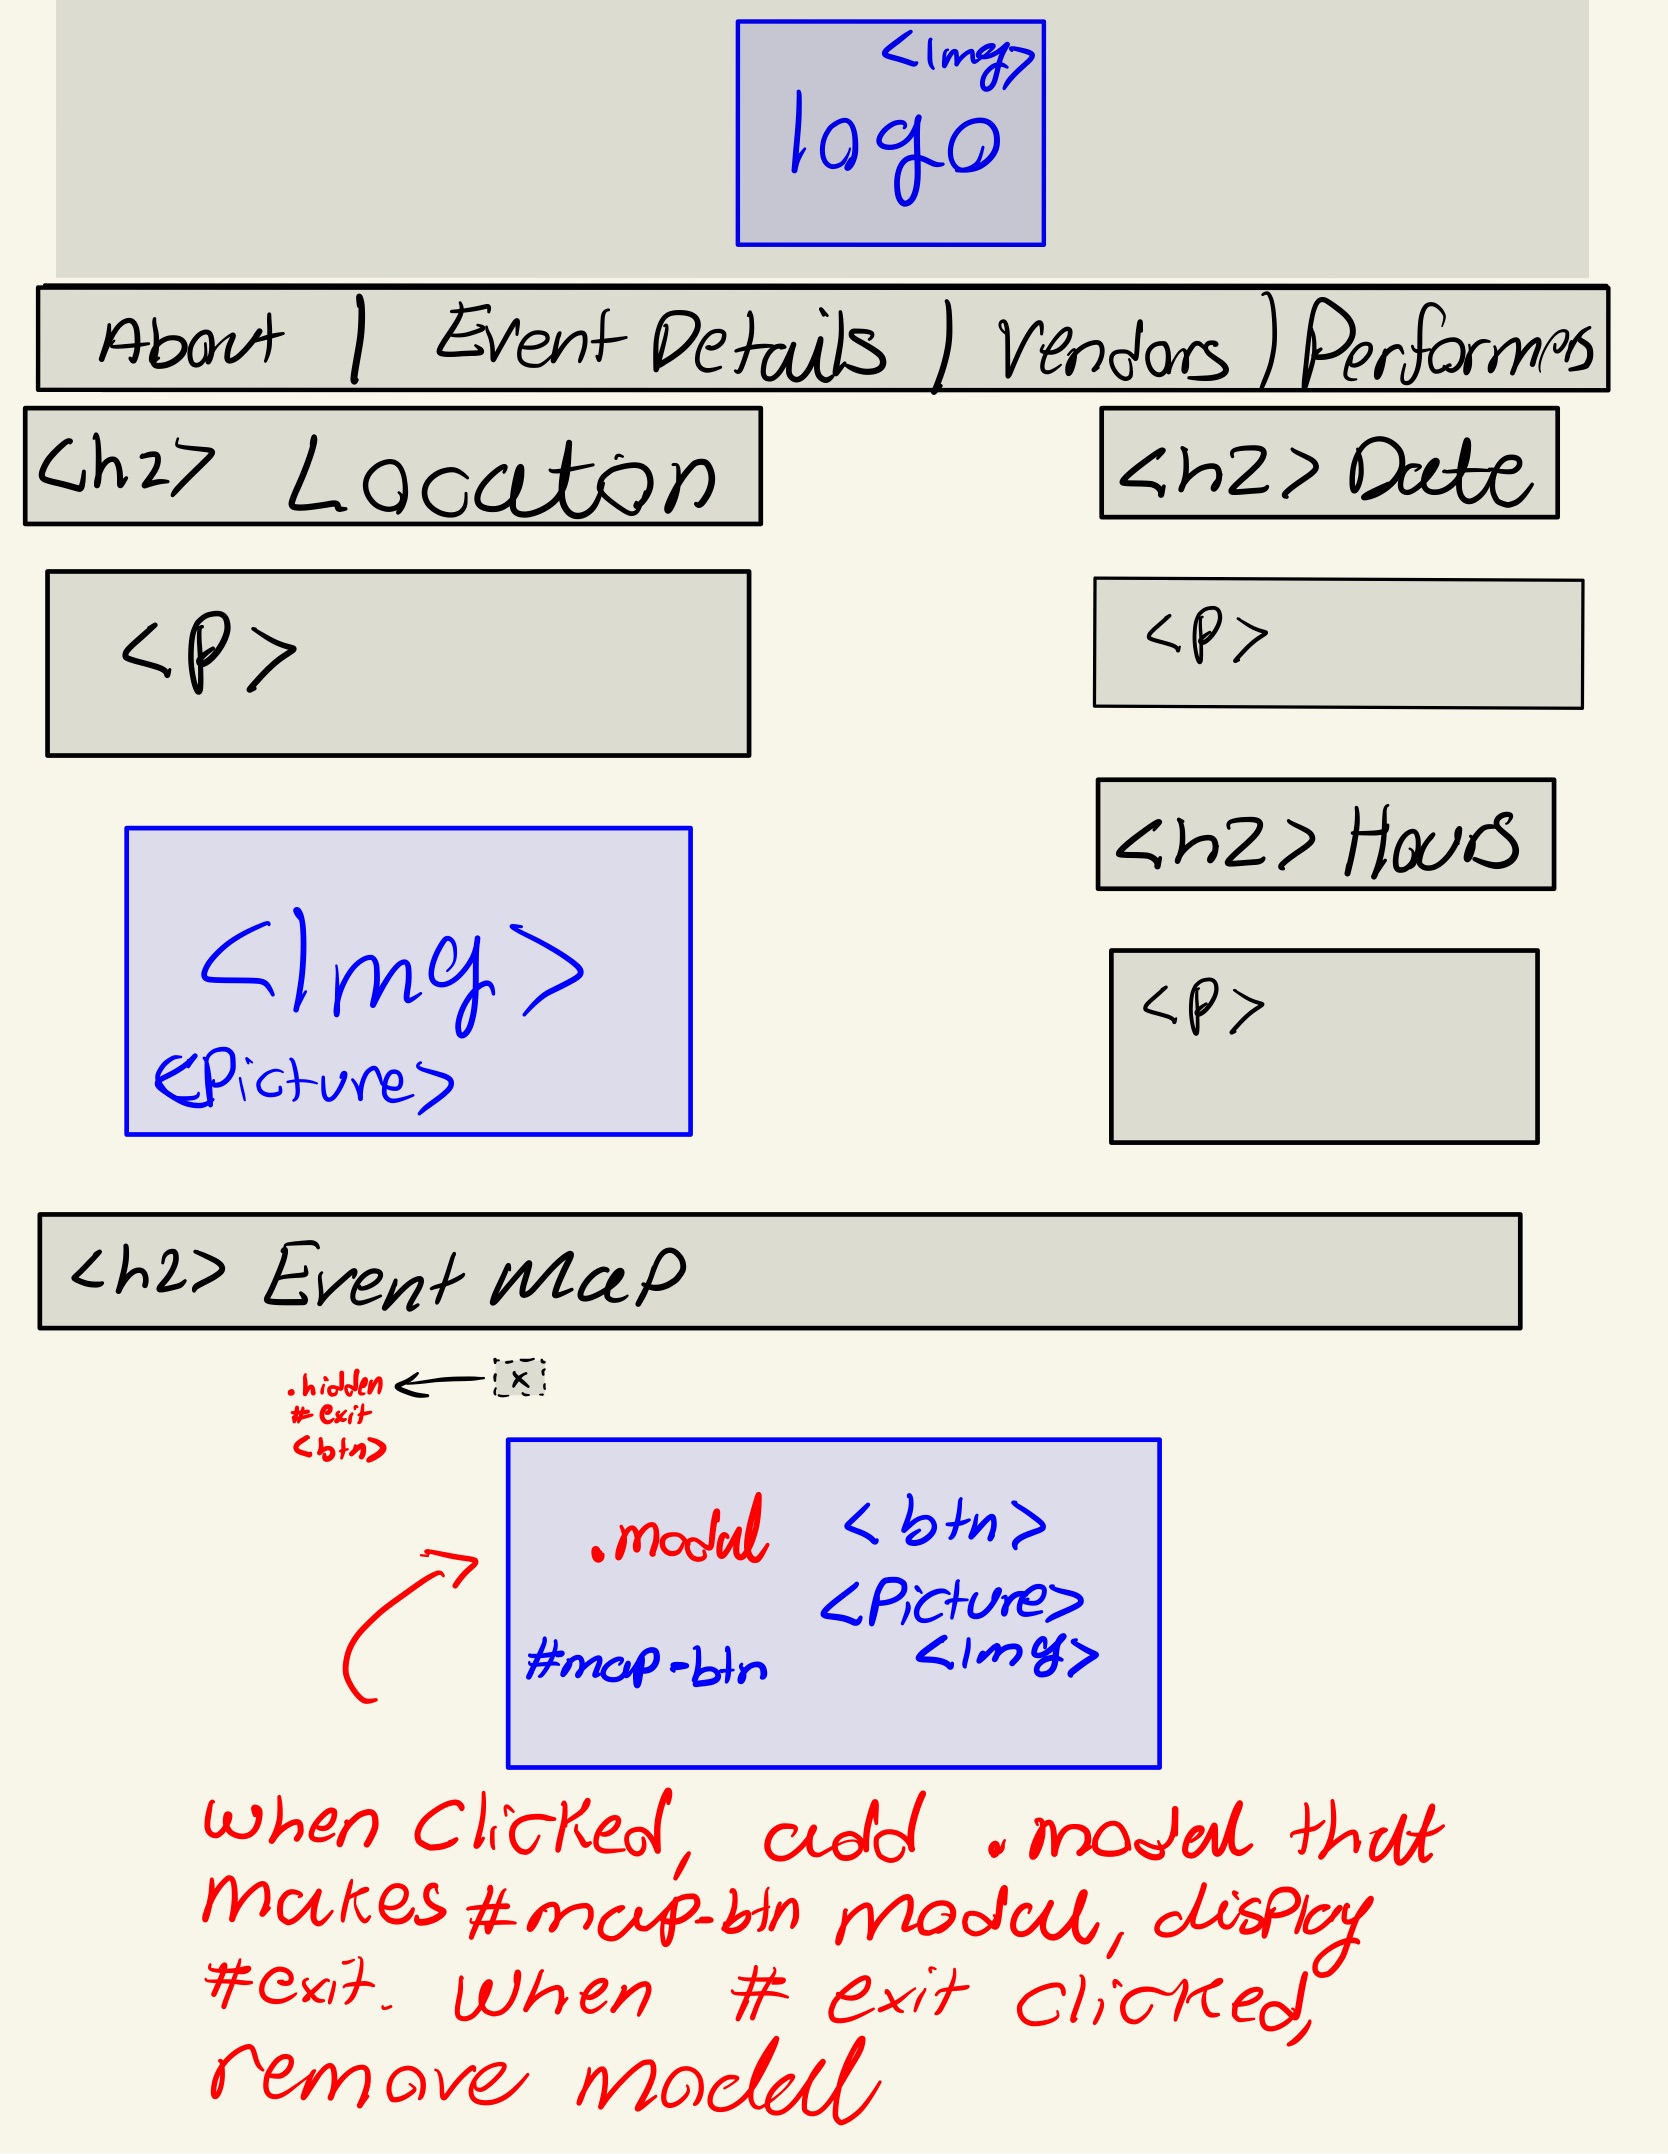 <Img>
logo
About | Event Details | Vendors | Performers
<h2> Location
<h2> Date
<P>
<P>
<h2> Hours
<Img>
<Picture>
<P>
<h2> Event Map
.hidden
#exit
<btn>
x
.modal
<btn>
<Picture>
<Img>
#map-btn
when clicked, add .modal that
makes #map-btn modal, display
#exit. when #exit clicked,
remove modal